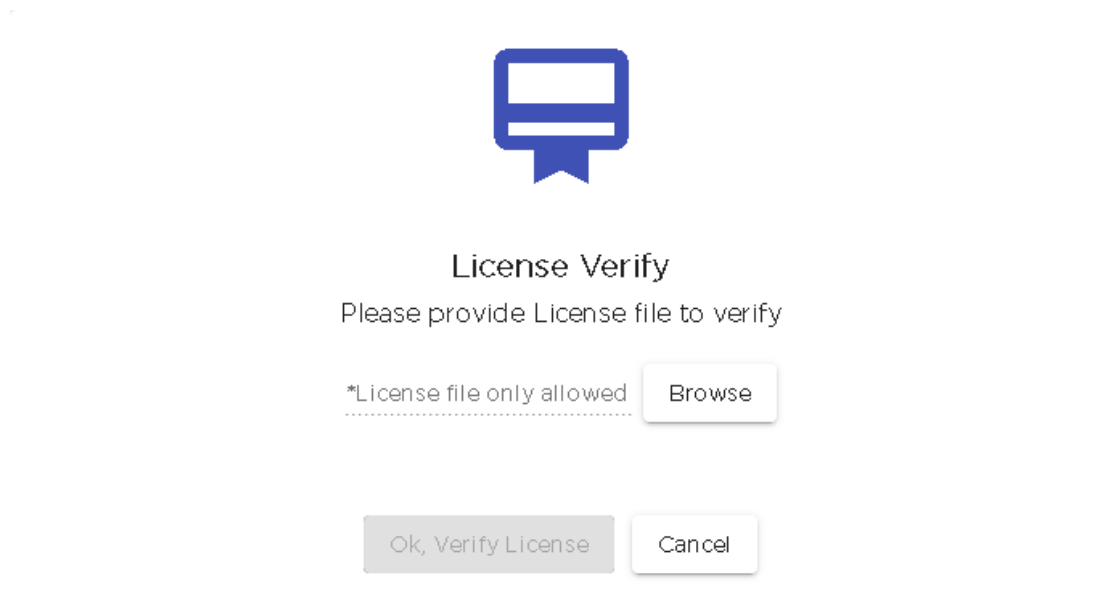 License Verify
Please provide License file to verify
*License file only allowed Browse
Ok, Verify License Cancel